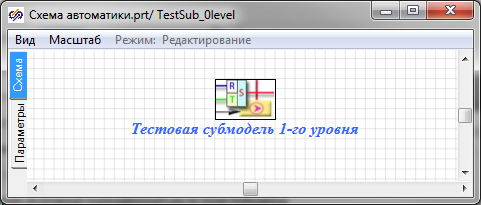 Схема автоматики.prt/ TestSub_0level
Вид Масштаб Режим: Редактирование
Схема
Параметры
R
S
T
Тестовая субмодель 1-го уровня